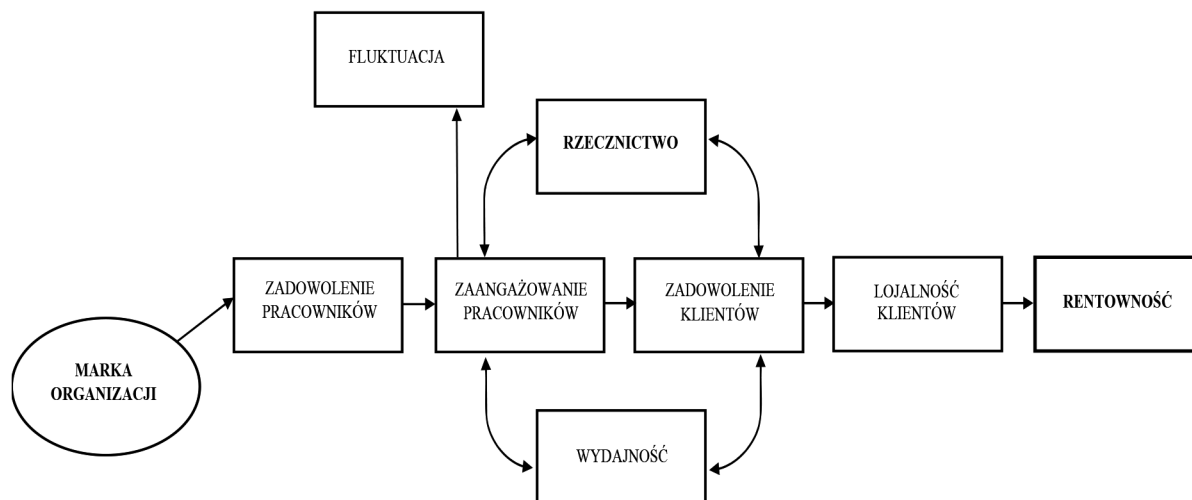 FLUKTUACJA
RZECZNICTWO
ZADOWOLENIE
PRACOWNIKÓW
ZAANGAŻOWANIE
PRACOWNIKÓW
ZADOWOLENIE
KLIENTÓW
LOJALNOŚĆ
KLIENTÓW
RENTOWNOŚĆ
MARKA
ORGANIZACJI
WYDAJNOŚĆ